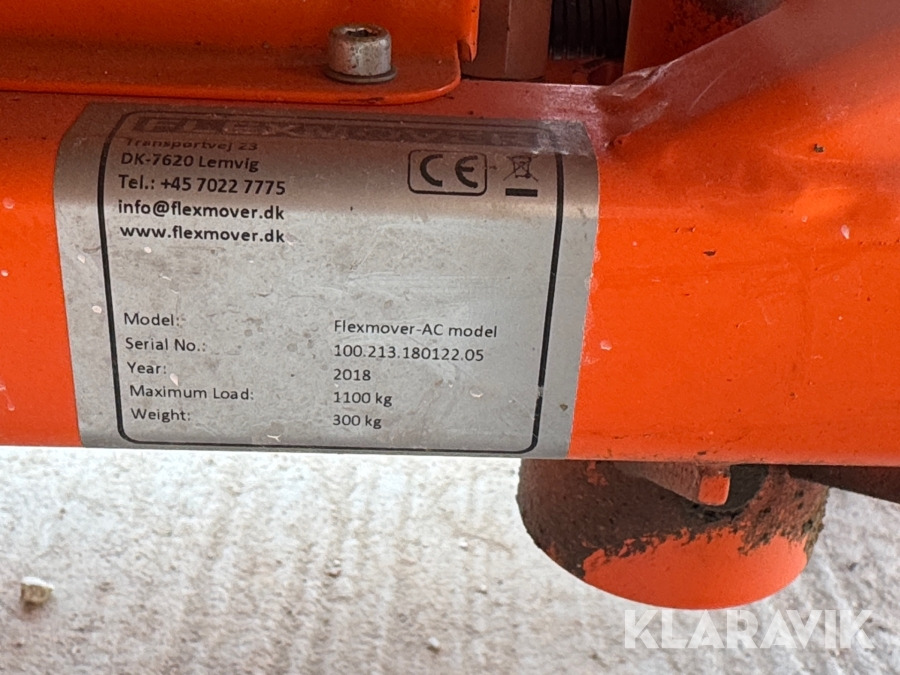 FLEXMOVER
Transportvej 23
DK-7620 Lemvig
Tel.: +45 7022 7775
info@flexmover.dk
www.flexmover.dk
CE
Model: Flexmover-AC model
Serial No.: 100.213.180122.05
Year: 2018
Maximum Load: 1100 kg
Weight: 300 kg
KLARAVIK